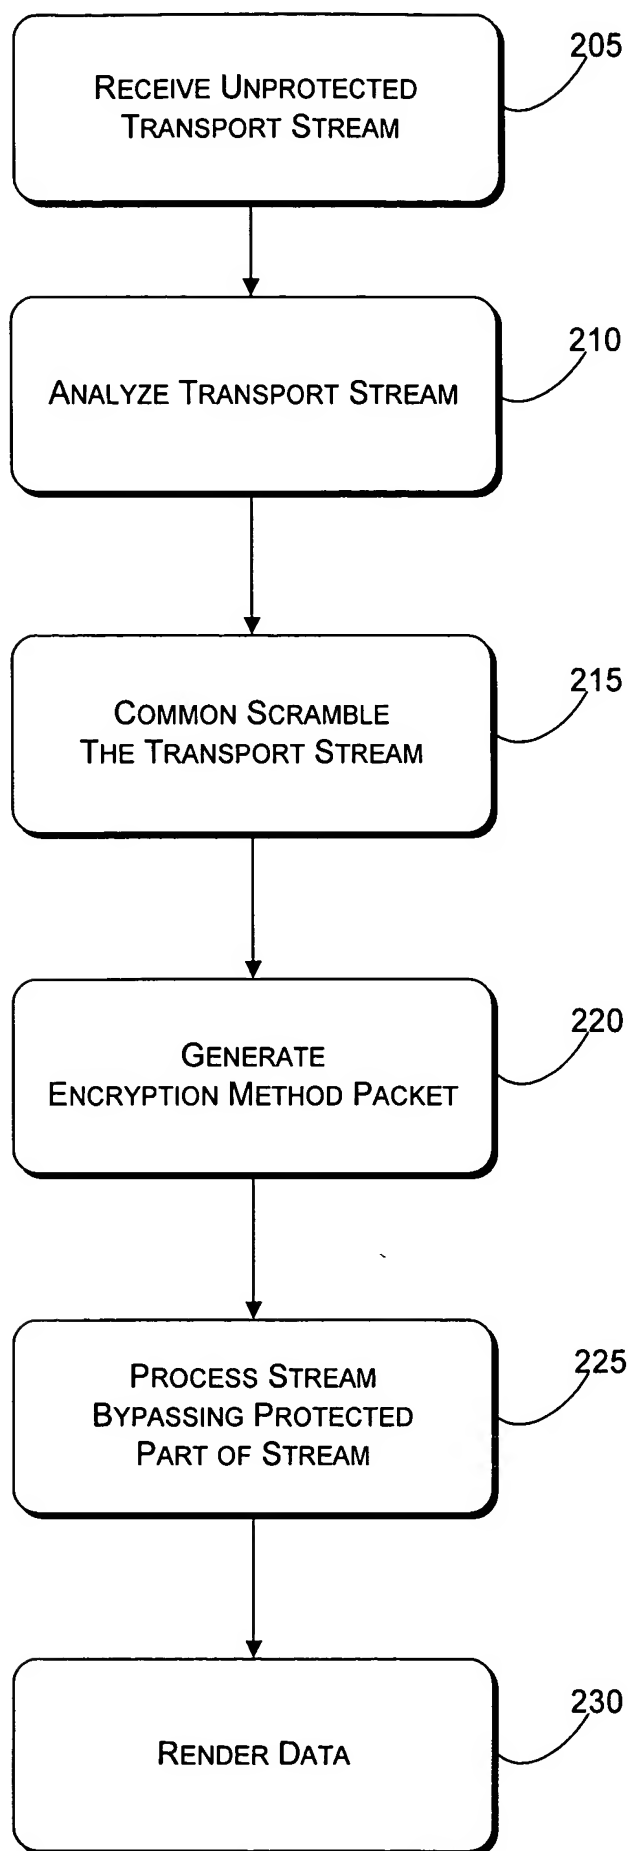 RECEIVE UNPROTECTED
TRANSPORT STREAM
205
ANALYZE TRANSPORT STREAM
210
COMMON SCRAMBLE
THE TRANSPORT STREAM
215
GENERATE
ENCRYPTION METHOD PACKET
220
PROCESS STREAM
BYPASSING PROTECTED
PART OF STREAM
225
RENDER DATA
230